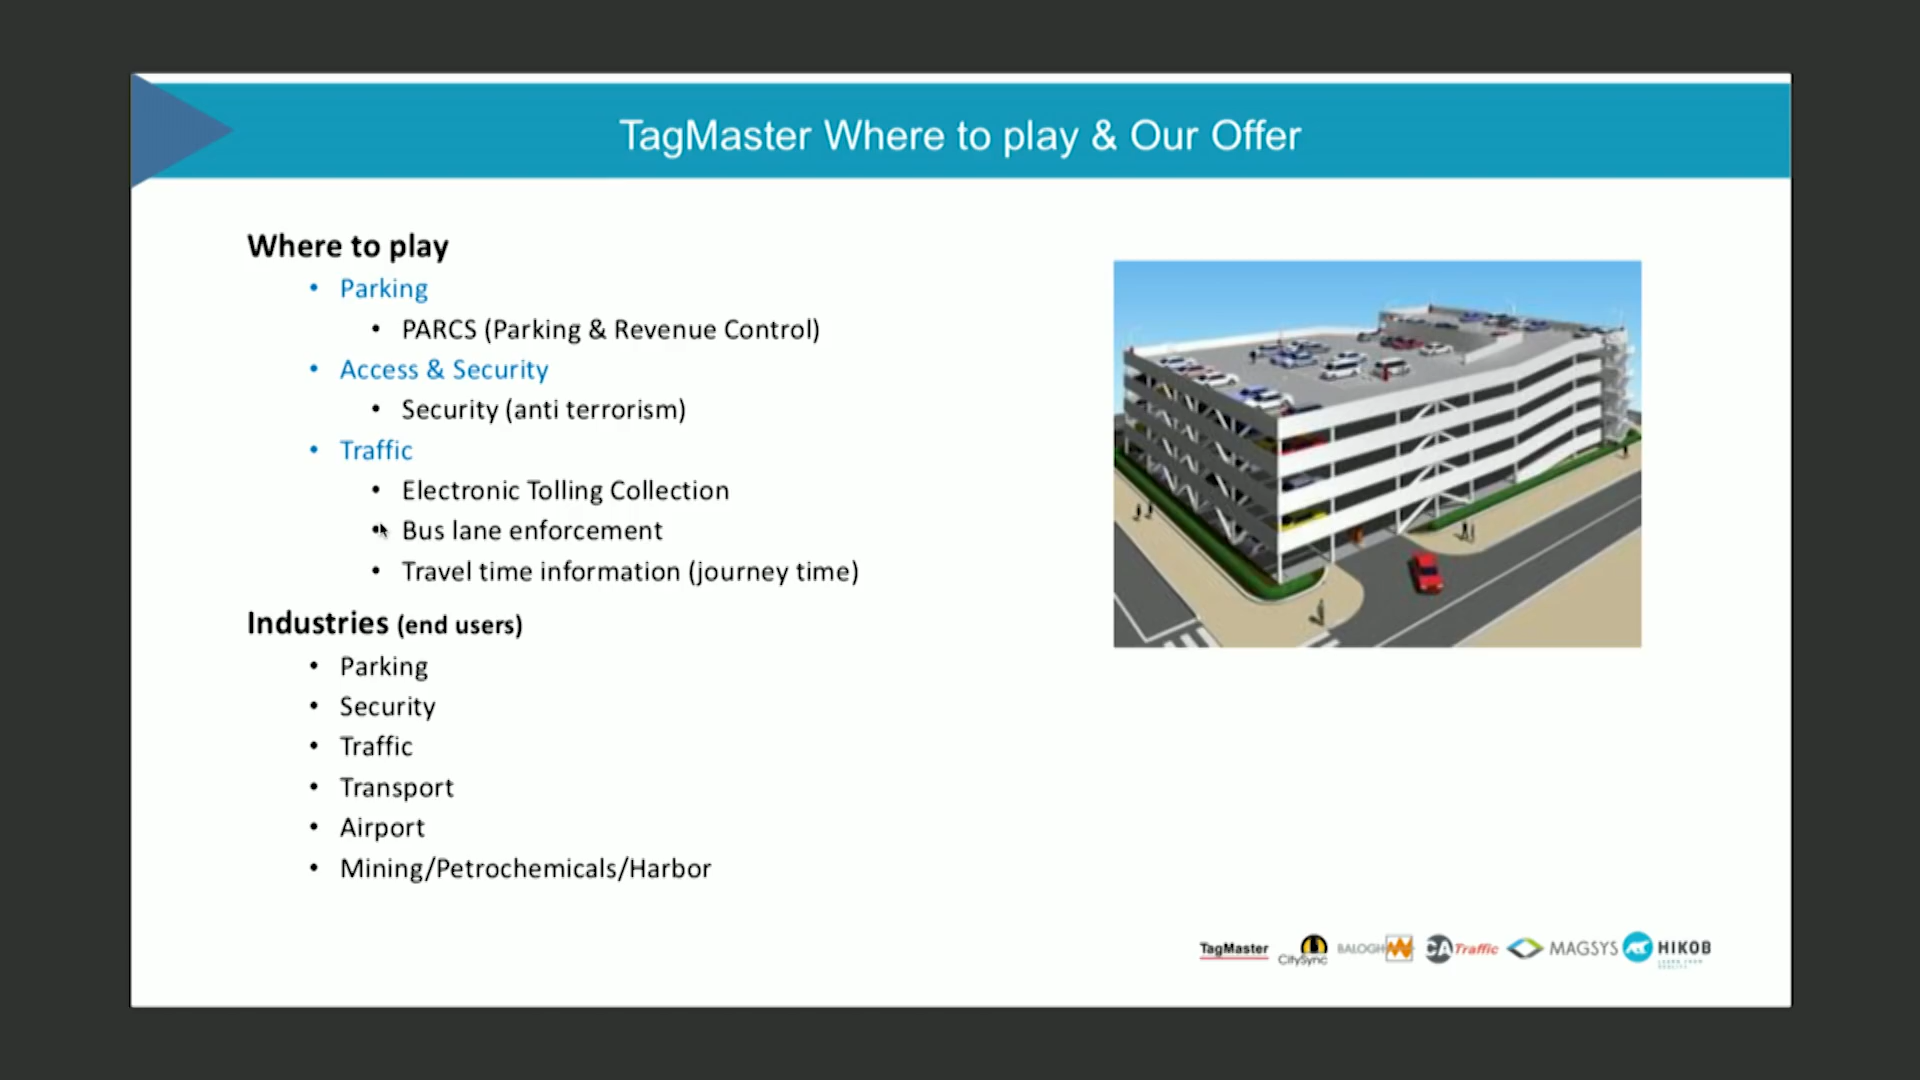 TagMaster Where to play & Our Offer
Where to play
• Parking
• PARCS (Parking & Revenue Control)
• Access & Security
• Security (anti terrorism)
• Traffic
• Electronic Tolling Collection
• Bus lane enforcement
• Travel time information (journey time)
Industries (end users)
• Parking
• Security
• Traffic
• Transport
• Airport
• Mining/Petrochemicals/Harbor
TagMaster CitySync BALOGH CA Traffic MAGSYS HIKOB